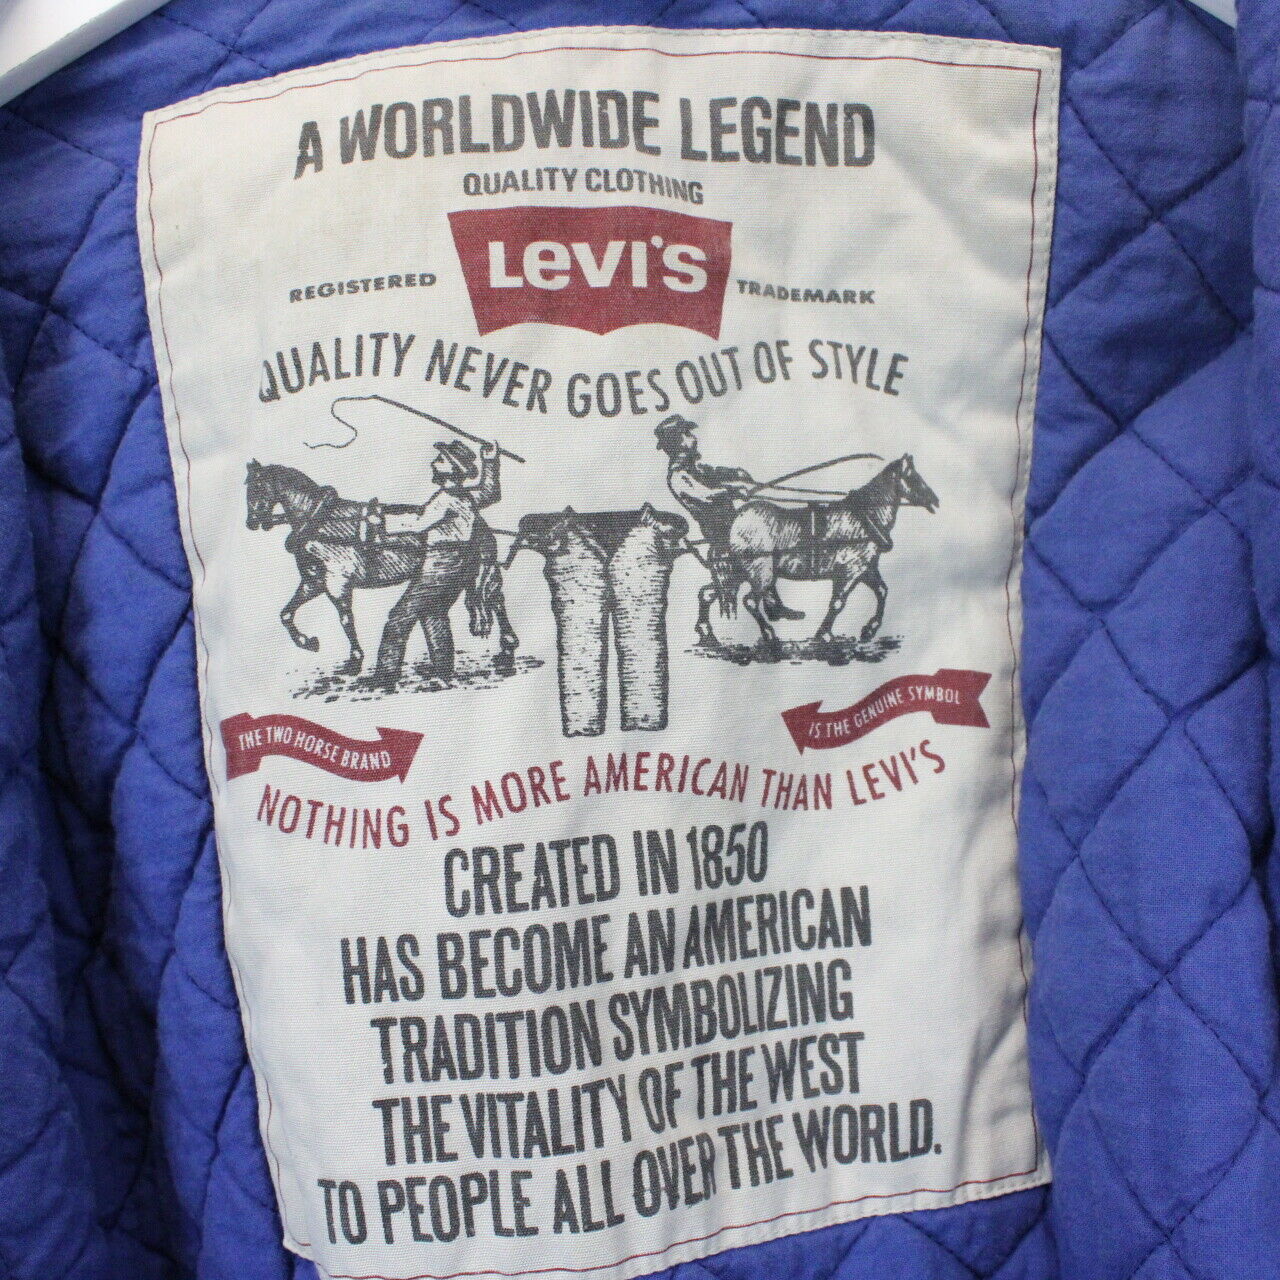 A WORLDWIDE LEGEND
QUALITY CLOTHING
LEVI'S
REGISTERED TRADEMARK
QUALITY NEVER GOES OUT OF STYLE
THE TWO HORSE BRAND
IS THE GENUINE SYMBOL
NOTHING IS MORE AMERICAN THAN LEVI'S
CREATED IN 1850
HAS BECOME AN AMERICAN
TRADITION SYMBOLIZING
THE VITALITY OF THE WEST
TO PEOPLE ALL OVER THE WORLD.